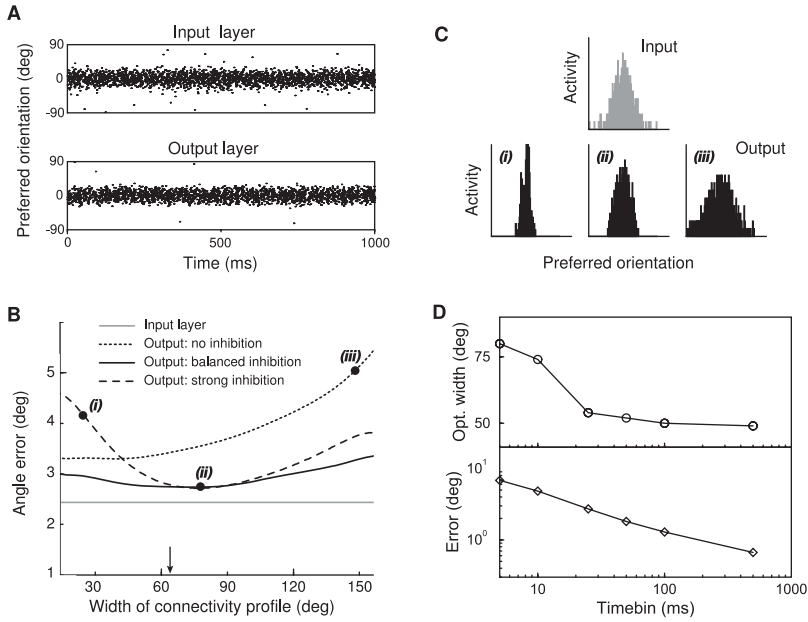 A
Input layer
90
0
-90
Output layer
90
0
-90
Preferred orientation (deg)
0
500
1000
Time (ms)
B
Input layer
Output: no inhibition
Output: balanced inhibition
Output: strong inhibition
(i)
(ii)
(iii)
5
4
3
2
1
Angle error (deg)
30
60
90
120
150
Width of connectivity profile (deg)
C
Input
Activity
(i)
(ii)
(iii)
Output
Activity
Preferred orientation
D
75
50
Opt. width (deg)
10¹
10⁰
Error (deg)
10
100
1000
Timebin (ms)